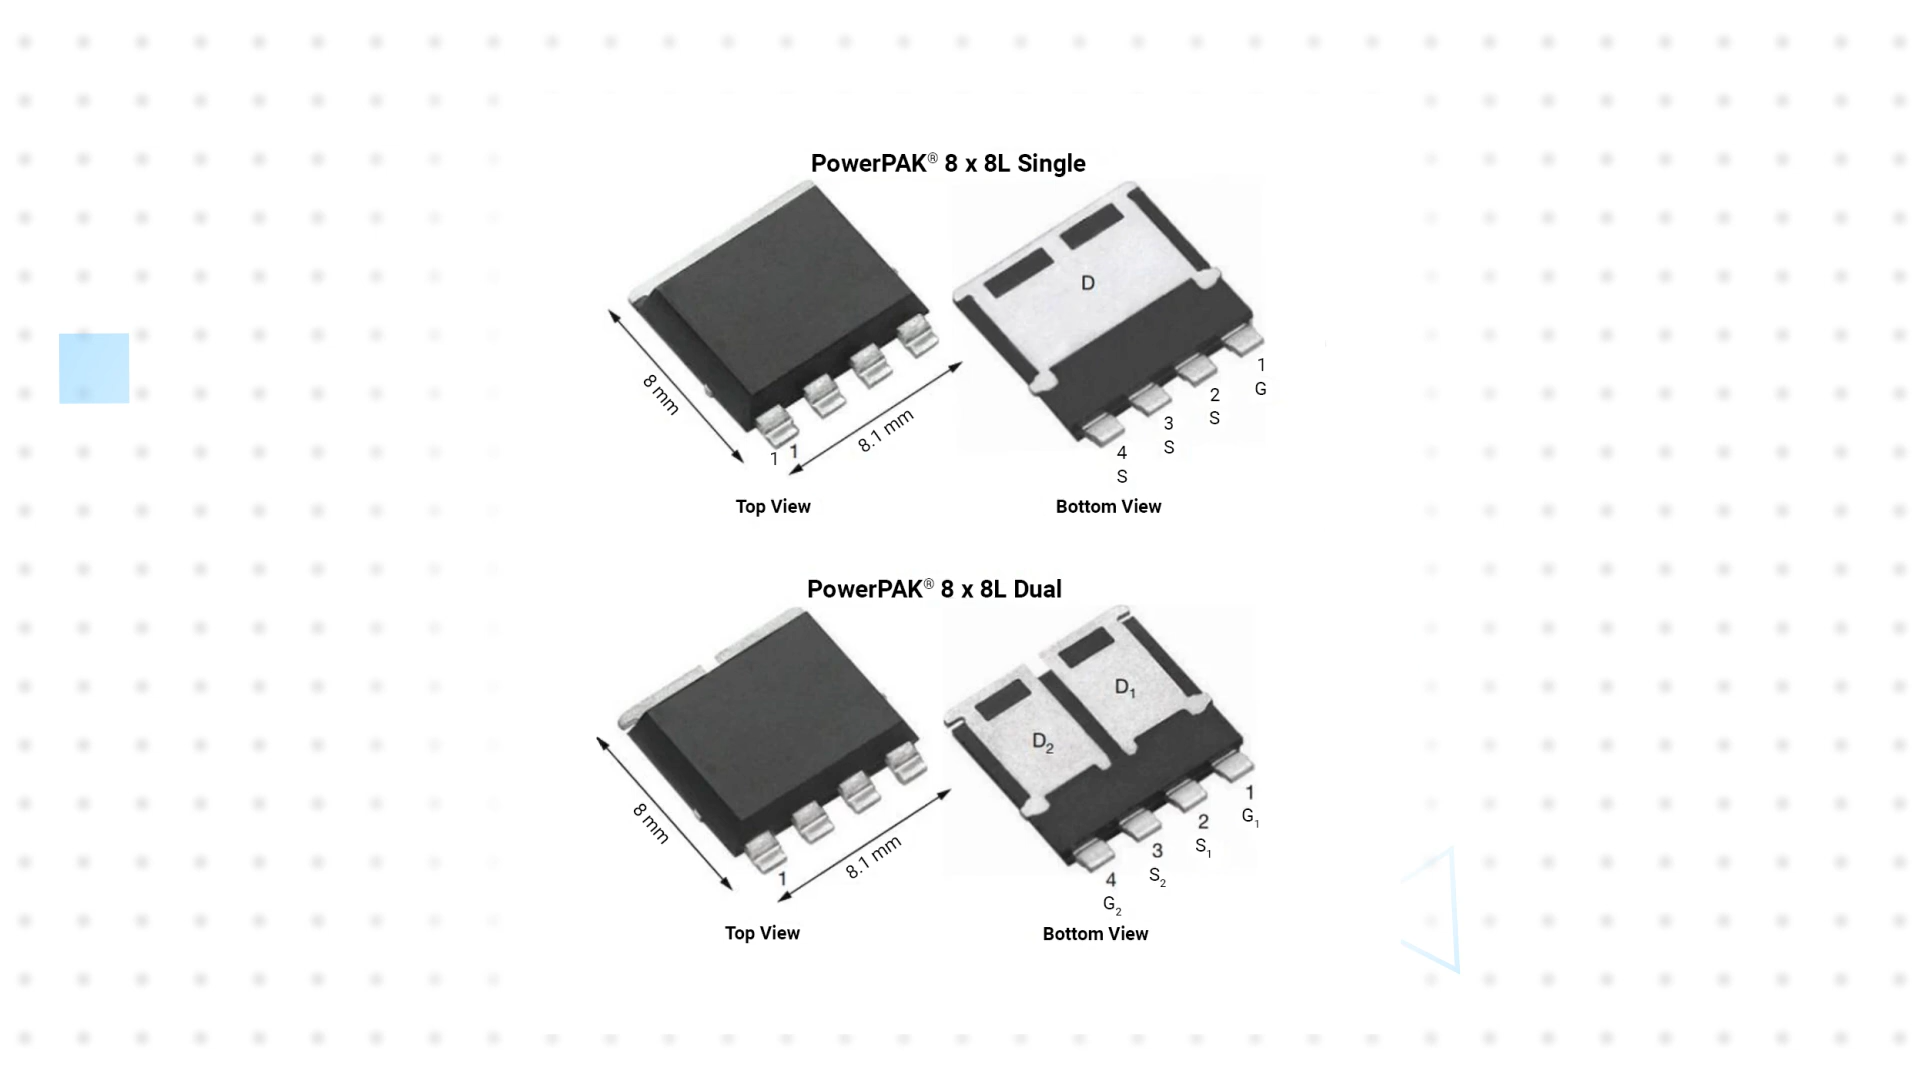 PowerPAK® 8 x 8L Single
D
8 mm
8.1 mm
1 1
1
G
2
S
3
S
4
S
Top View
Bottom View
PowerPAK® 8 x 8L Dual
D1
D2
8 mm
8.1 mm
1
1
G1
2
S1
3
S2
4
G2
Top View
Bottom View